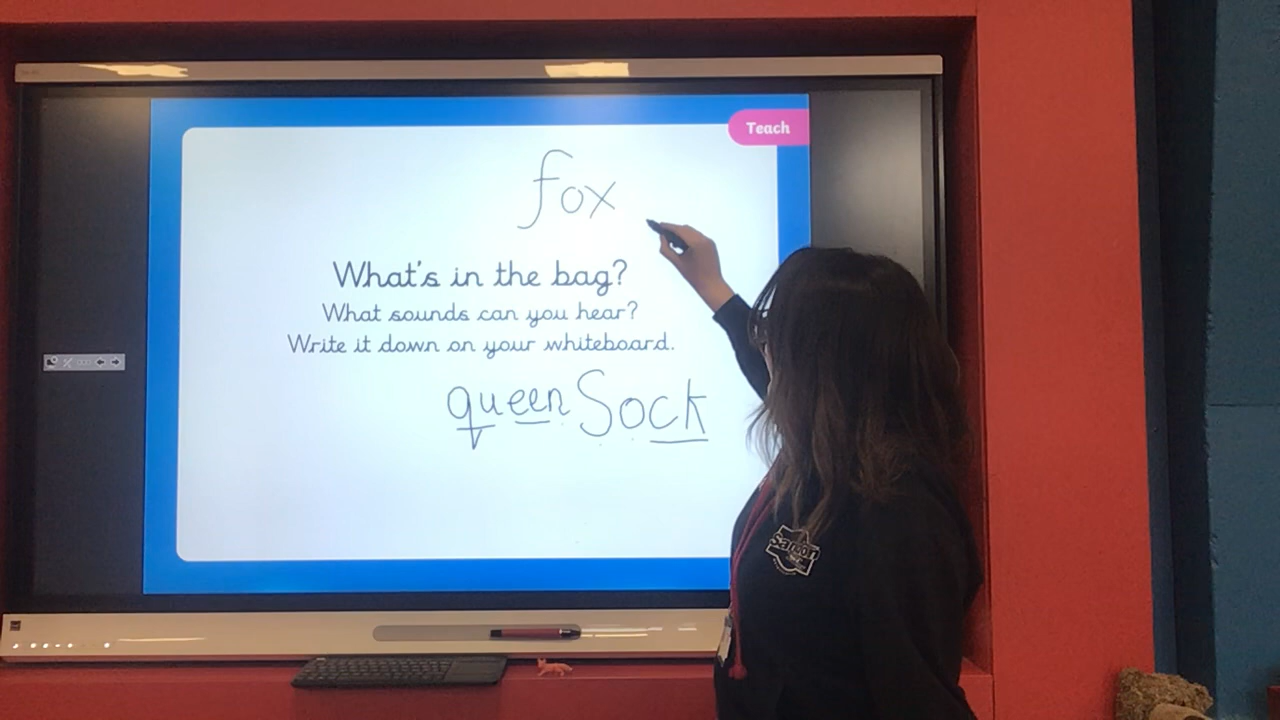 Teach
fox
What's in the bag?
What sounds can you hear?
Write it down on your whiteboard.
queen Sock